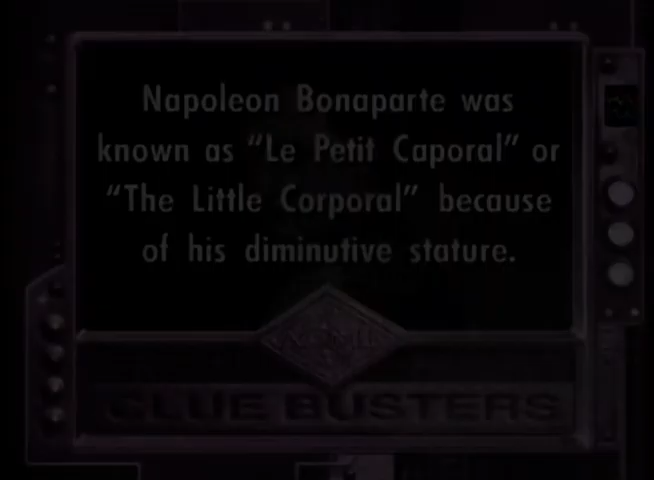 Napoleon Bonaparte was
known as “Le Petit Caporal” or
“The Little Corporal” because
of his diminutive stature.
CLUE BUSTERS